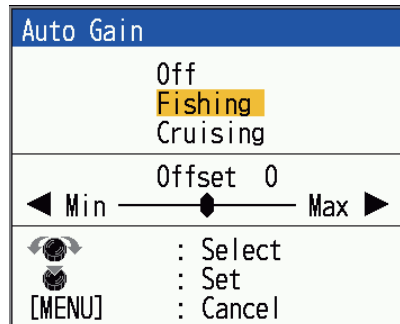 Auto Gain
Off
Fishing
Cruising
Offset 0
Min Max
: Select
: Set
[MENU] : Cancel